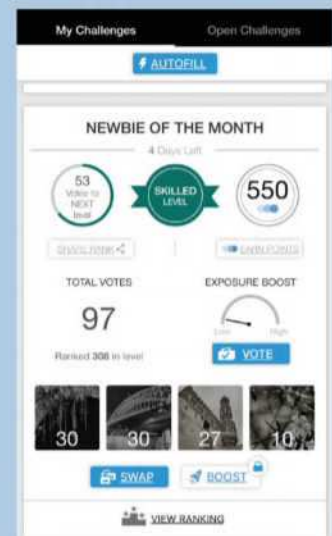 My Challenges Open Challenges
AUTOFILL
NEWBIE OF THE MONTH
4 Days Left
53
Votes to
NEXT
level
SKILLED
LEVEL
550
SHARE RANK
EARN POINTS
TOTAL VOTES
EXPOSURE BOOST
97
Low High
Ranked 308 in level
VOTE
30 30 27 10
SWAP BOOST
VIEW RANKING